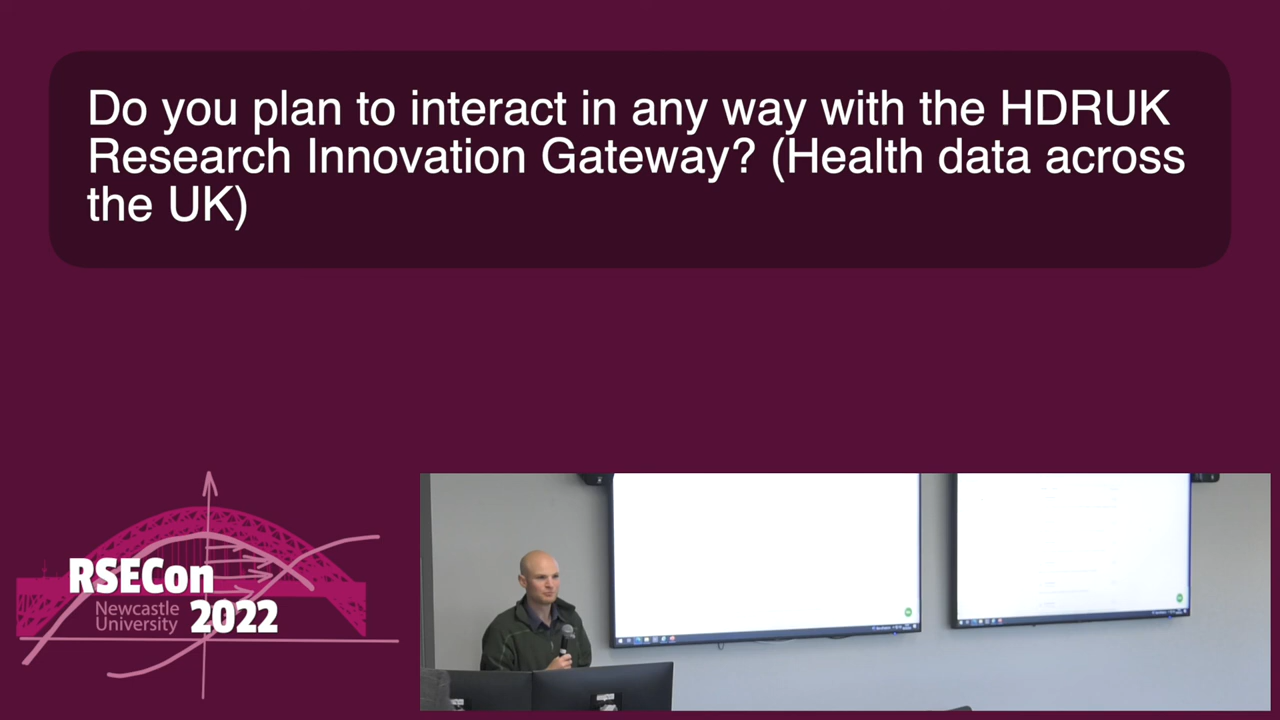 Do you plan to interact in any way with the HDRUK
Research Innovation Gateway? (Health data across
the UK)
RSECon
Newcastle
University
2022